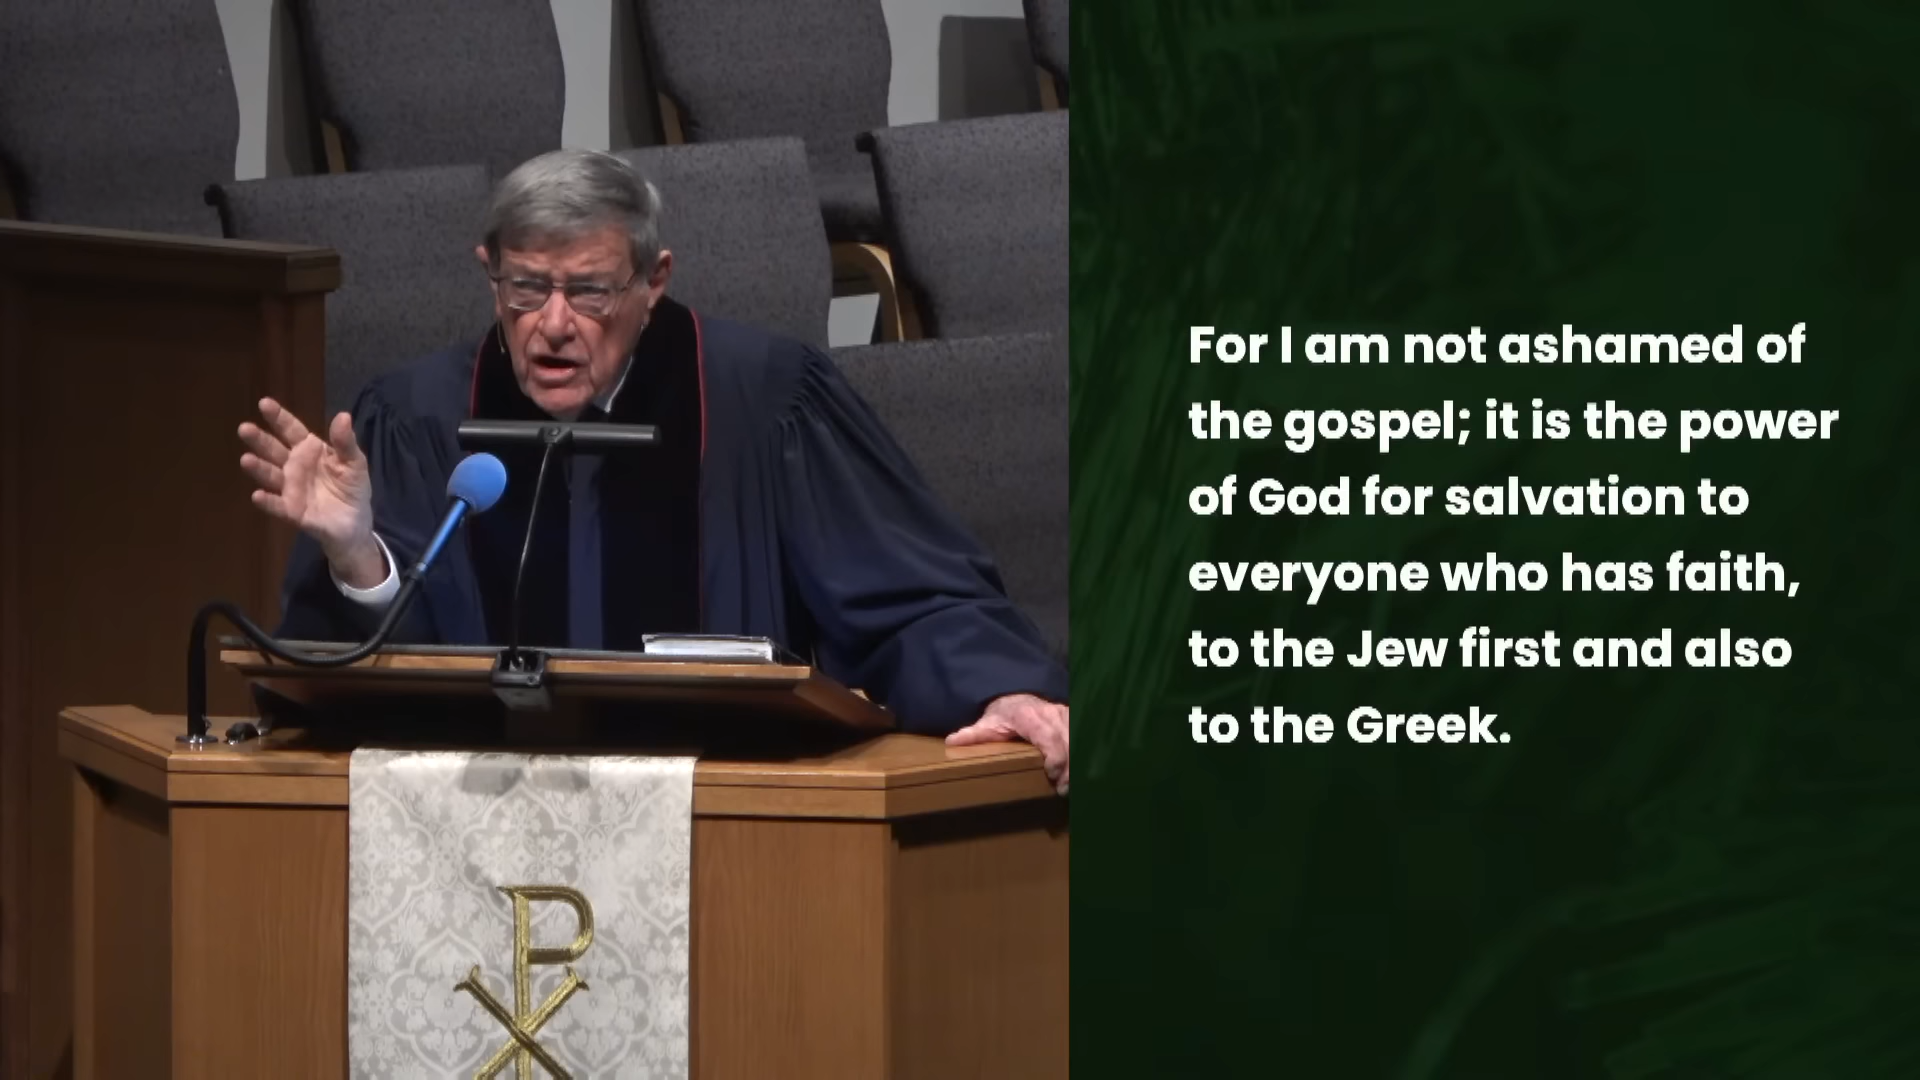 For I am not ashamed of
the gospel; it is the power
of God for salvation to
everyone who has faith,
to the Jew first and also
to the Greek.